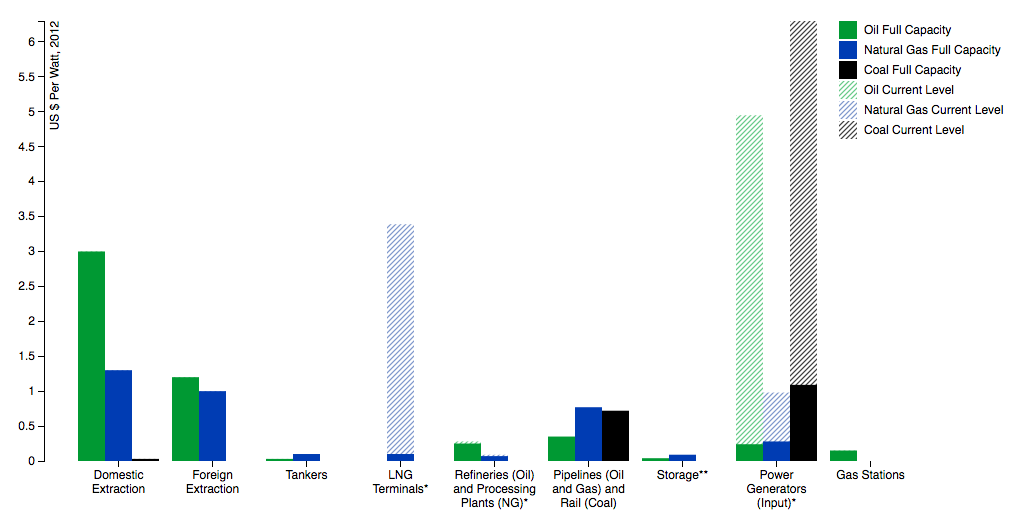 US $ Per Watt, 2012
6
5.5
5
4.5
4
3.5
3
2.5
2
1.5
1
0.5
0
Oil Full Capacity
Natural Gas Full Capacity
Coal Full Capacity
Oil Current Level
Natural Gas Current Level
Coal Current Level
Domestic
Extraction
Foreign
Extraction
Tankers
LNG
Terminals*
Refineries (Oil)
and Processing
Plants (NG)*
Pipelines (Oil
and Gas) and
Rail (Coal)
Storage**
Power
Generators
(Input)*
Gas Stations